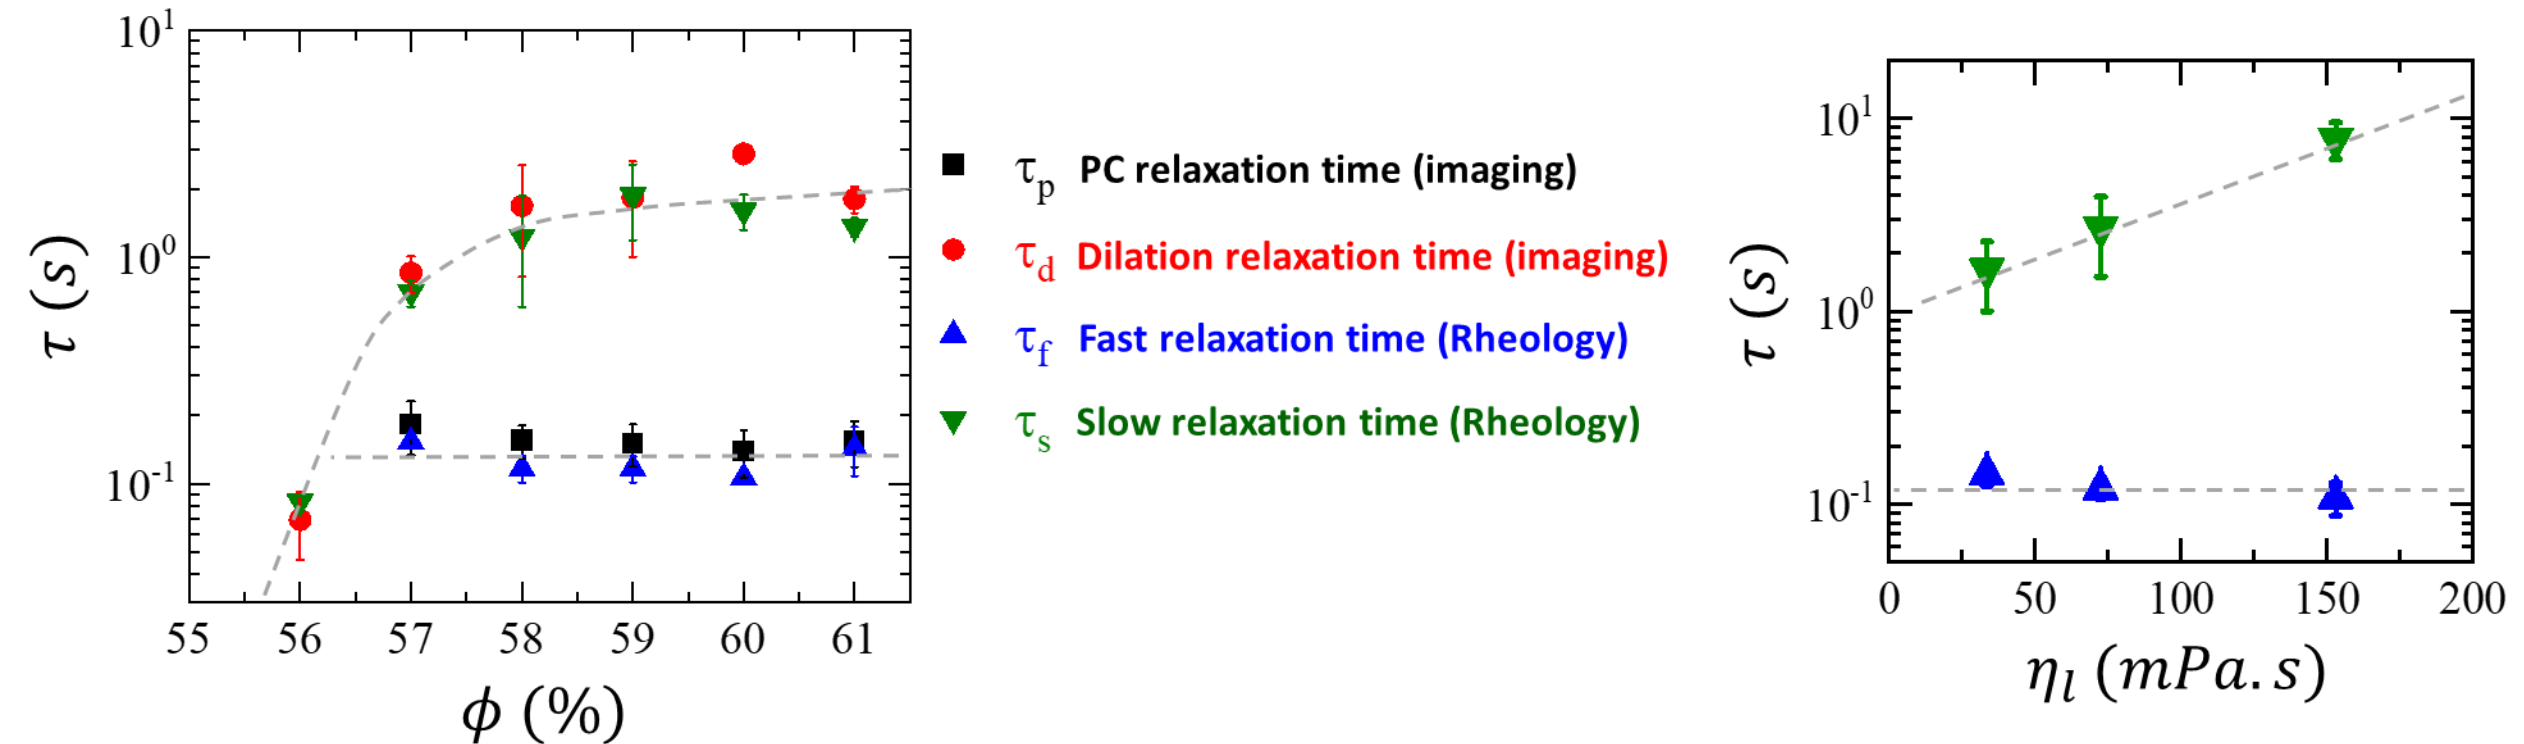 10¹
10⁰
10⁻¹
τ (s)
55 56 57 58 59 60 61
ϕ (%)
τp PC relaxation time (imaging)
τd Dilation relaxation time (imaging)
τf Fast relaxation time (Rheology)
τs Slow relaxation time (Rheology)
10¹
10⁰
10⁻¹
τ (s)
0 50 100 150 200
ηl (mPa.s)